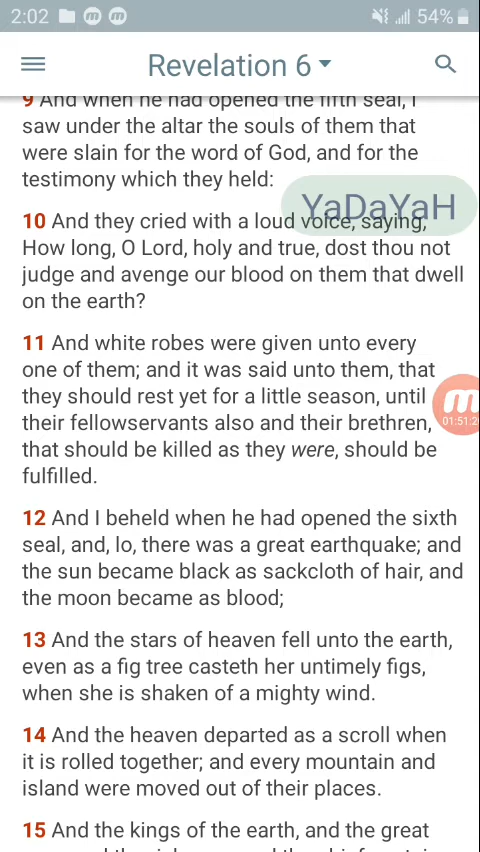 2:02
54%
Revelation 6
9 And when he had opened the fifth seal, I
saw under the altar the souls of them that
were slain for the word of God, and for the
testimony which they held:
YaDaYaH
10 And they cried with a loud voice, saying,
How long, O Lord, holy and true, dost thou not
judge and avenge our blood on them that dwell
on the earth?
11 And white robes were given unto every
one of them; and it was said unto them, that
they should rest yet for a little season, until
their fellowservants also and their brethren,
that should be killed as they were, should be
fulfilled.
01:51:2
12 And I beheld when he had opened the sixth
seal, and, lo, there was a great earthquake; and
the sun became black as sackcloth of hair, and
the moon became as blood;
13 And the stars of heaven fell unto the earth,
even as a fig tree casteth her untimely figs,
when she is shaken of a mighty wind.
14 And the heaven departed as a scroll when
it is rolled together; and every mountain and
island were moved out of their places.
15 And the kings of the earth, and the great